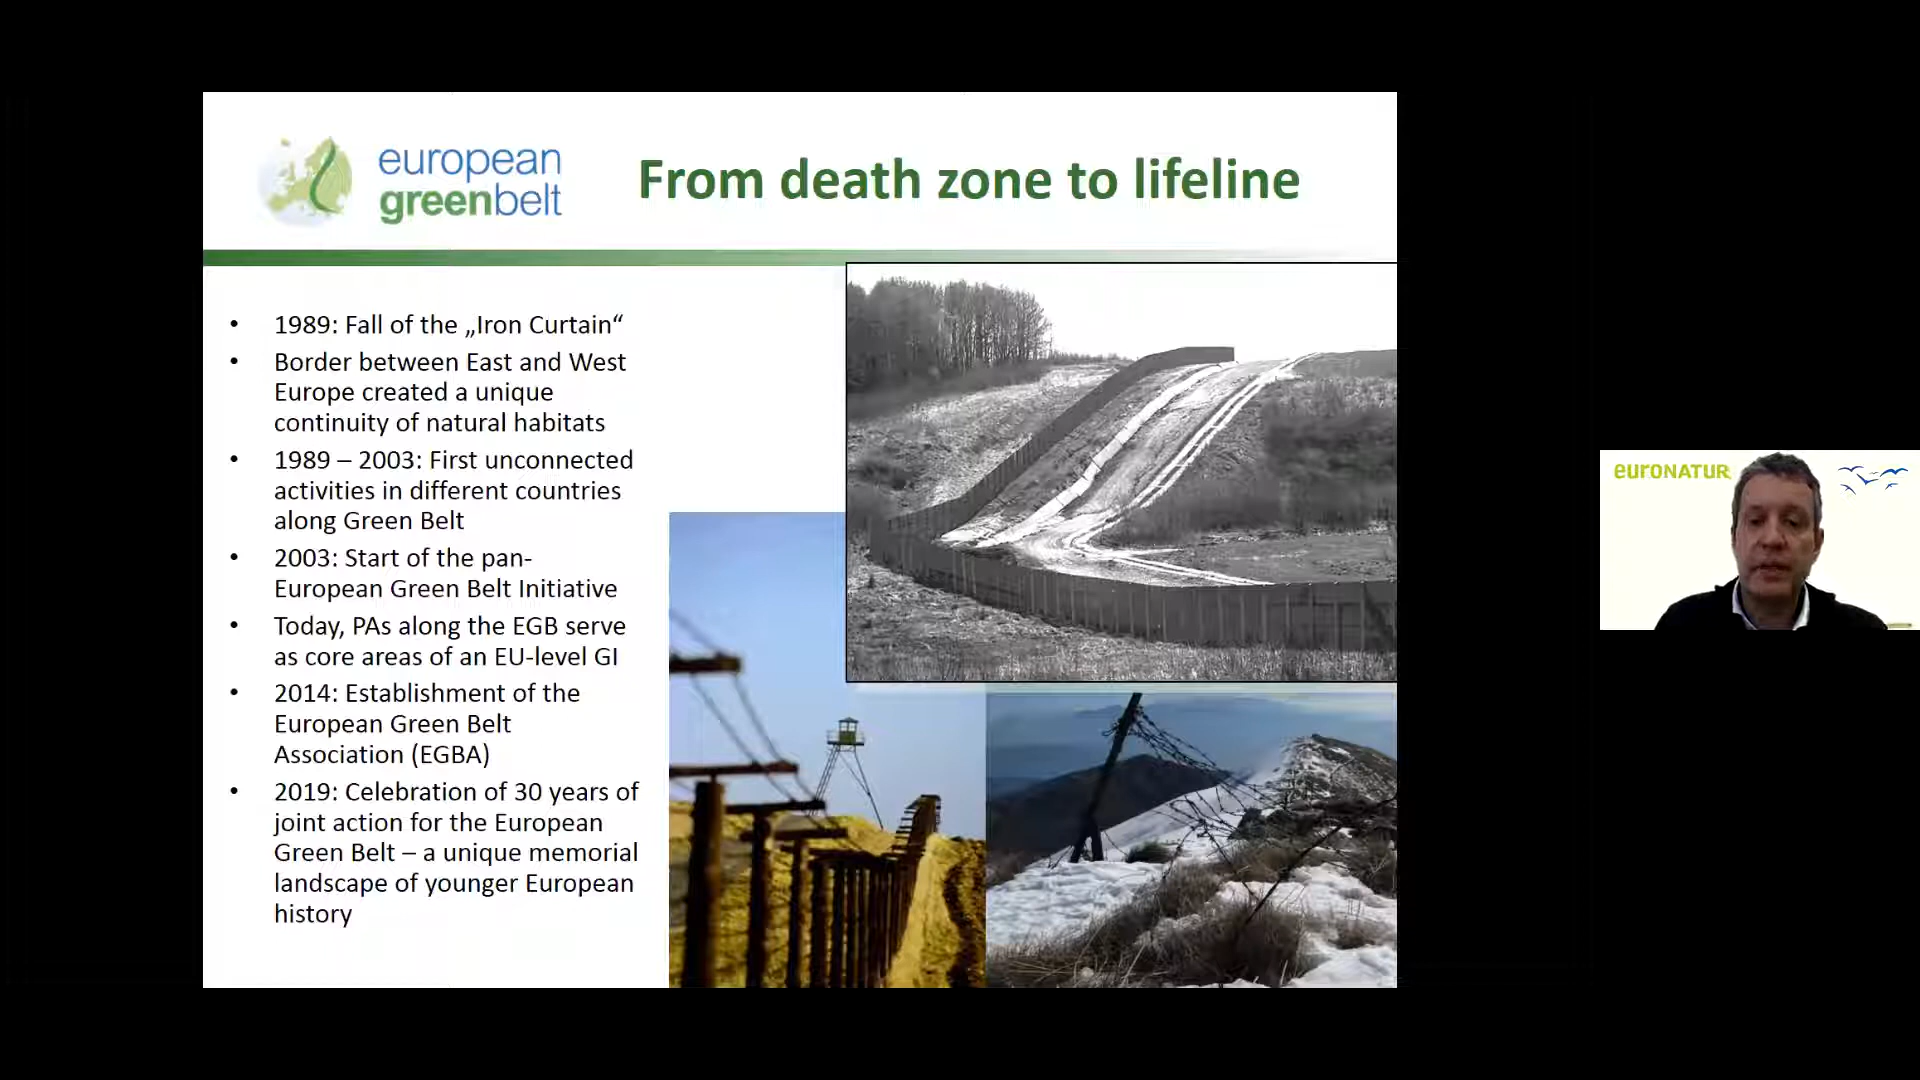 european
greenbelt
From death zone to lifeline
• 1989: Fall of the „Iron Curtain“
• Border between East and West
Europe created a unique
continuity of natural habitats
• 1989 – 2003: First unconnected
activities in different countries
along Green Belt
• 2003: Start of the pan-
European Green Belt Initiative
• Today, PAs along the EGB serve
as core areas of an EU-level GI
• 2014: Establishment of the
European Green Belt
Association (EGBA)
• 2019: Celebration of 30 years of
joint action for the European
Green Belt – a unique memorial
landscape of younger European
history
euroNATUR